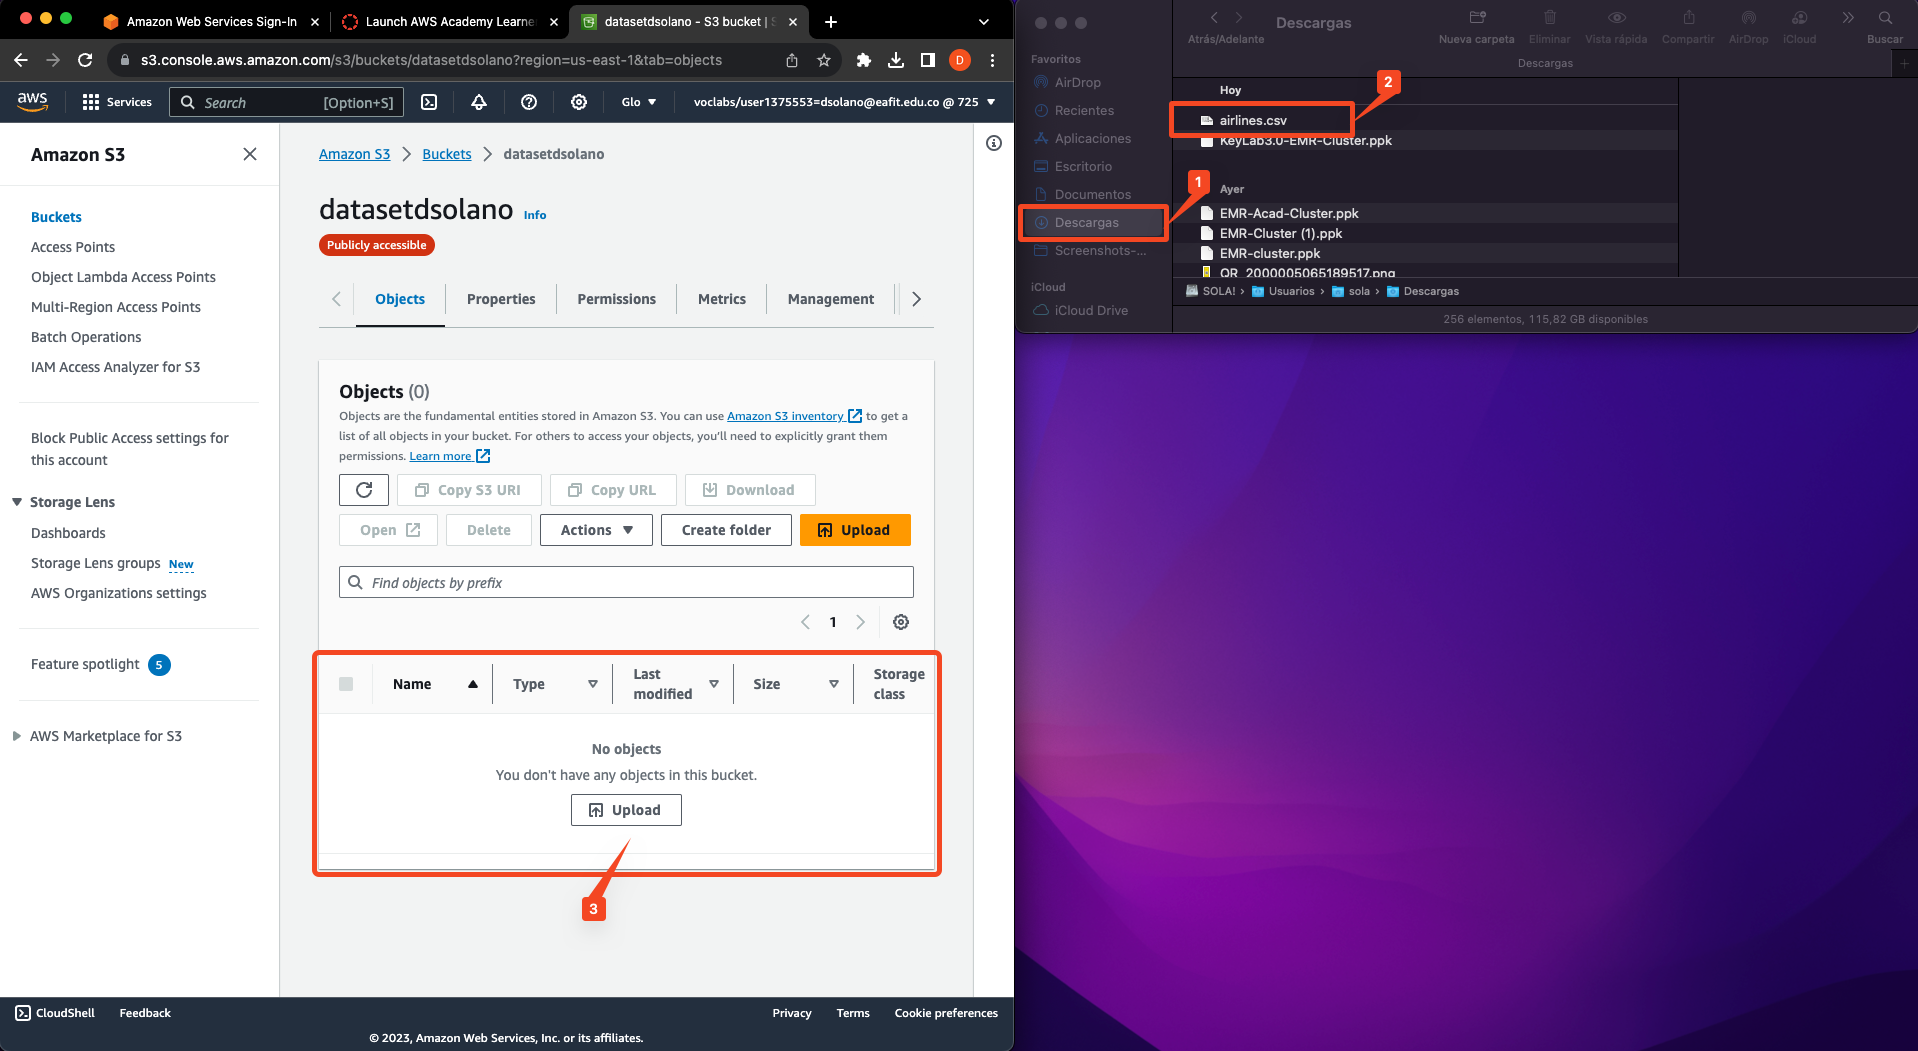 Amazon Web Services Sign-In
Launch AWS Academy Learne
datasetdsolano - S3 bucket | S
s3.console.aws.amazon.com/s3/buckets/datasetdsolano?region=us-east-1&tab=objects
D
aws
Services
Search
[Option+S]
Glo
voclabs/user1375553=dsolano@eafit.edu.co @ 725
Amazon S3
Buckets
Access Points
Object Lambda Access Points
Multi-Region Access Points
Batch Operations
IAM Access Analyzer for S3
Block Public Access settings for
this account
Storage Lens
Dashboards
Storage Lens groups New
AWS Organizations settings
Feature spotlight 5
AWS Marketplace for S3
Amazon S3 > Buckets > datasetdsolano
datasetdsolano Info
Publicly accessible
Objects
Properties
Permissions
Metrics
Management
Objects (0)
Objects are the fundamental entities stored in Amazon S3. You can use Amazon S3 inventory to get a
list of all objects in your bucket. For others to access your objects, you'll need to explicitly grant them
permissions. Learn more
Copy S3 URI
Copy URL
Download
Open
Delete
Actions
Create folder
Upload
Find objects by prefix
1
Name
Type
Last
modified
Size
Storage
class
No objects
You don't have any objects in this bucket.
Upload
3
CloudShell
Feedback
Privacy
Terms
Cookie preferences
© 2023, Amazon Web Services, Inc. or its affiliates.
Atrás/Adelante
Descargas
Nueva carpeta
Eliminar
Vista rápida
Compartir
AirDrop
iCloud
Buscar
Descargas
Favoritos
AirDrop
Recientes
Aplicaciones
Escritorio
Documentos
Descargas
Screenshots-...
iCloud
iCloud Drive
1
2
Hoy
airlines.csv
KeyLab3.0-EMR-Cluster.ppk
Ayer
EMR-Acad-Cluster.ppk
EMR-Cluster (1).ppk
EMR-cluster.ppk
QR_2000005065189517.png
SOLA! › Usuarios › sola › Descargas
256 elementos, 115,82 GB disponibles